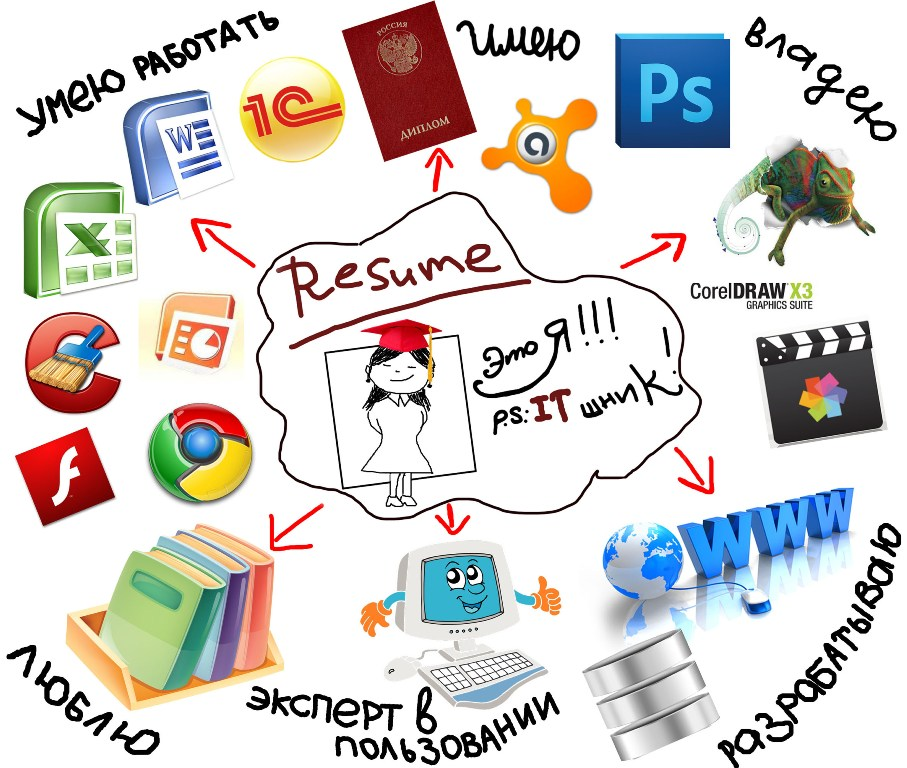 умею работать
имею
владею
W
1С
РОССИЯ
ДИПЛОМ
Ps
a
X
CorelDRAW X3
GRAPHICS SUITE
Resume
Это Я!!!
P.S: IT шник!
f
www
люблю
эксперт в
пользовании
разрабатываю